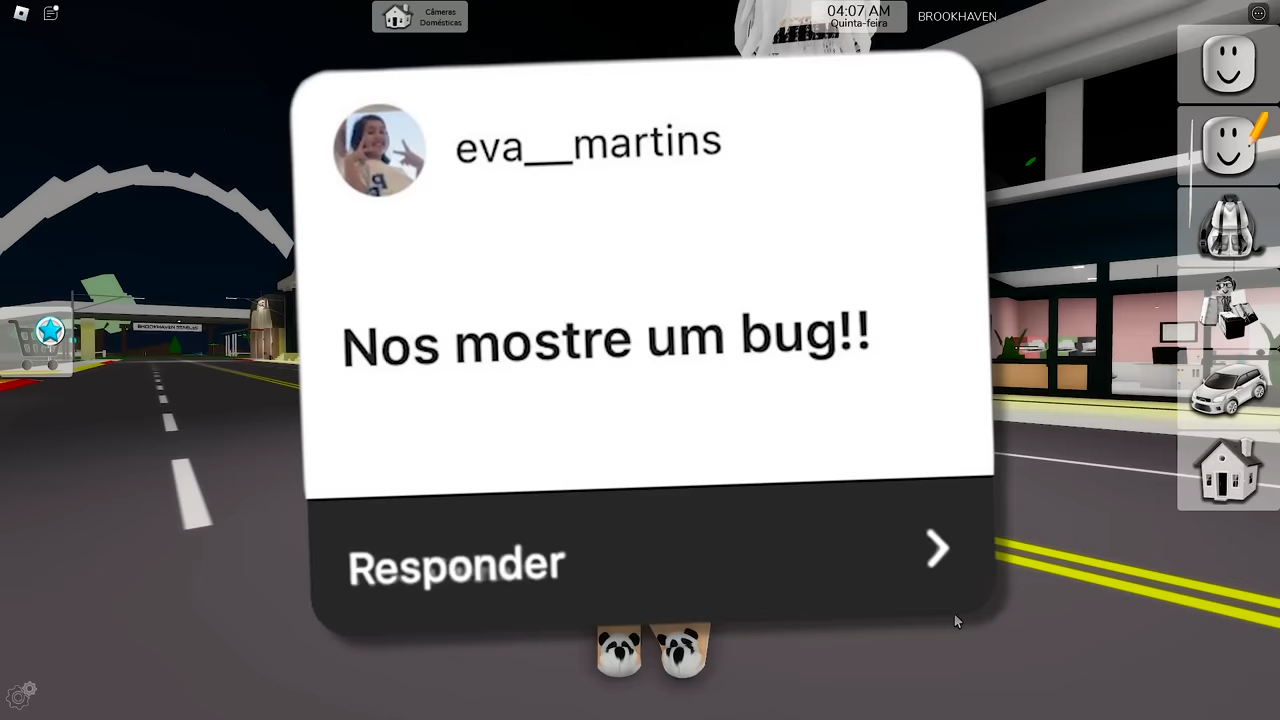 Câmeras
Domésticas
04:07 AM
Quinta-feira
BROOKHAVEN
eva__martins
Nos mostre um bug!!
Responder